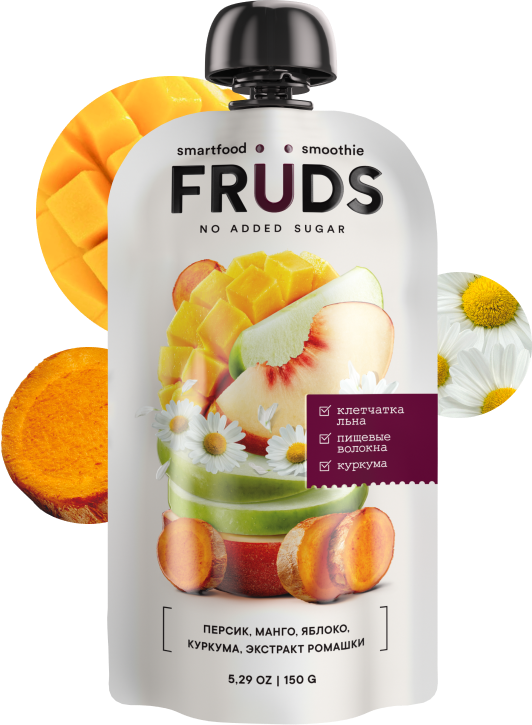 smartfood smoothie
FRÜDS
NO ADDED SUGAR
клетчатка
льна
пищевые
волокна
куркума
ПЕРСИК, МАНГО, ЯБЛОКО,
КУРКУМА, ЭКСТРАКТ РОМАШКИ
5,29 OZ | 150 G